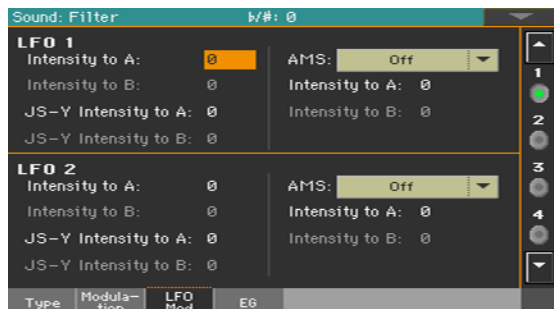 Sound: Filter ♭/#: 0
LFO 1
Intensity to A: 0 AMS: Off
Intensity to B: 0 Intensity to A: 0
JS-Y Intensity to A: 0 Intensity to B: 0
JS-Y Intensity to B: 0
LFO 2
Intensity to A: 0 AMS: Off
Intensity to B: 0 Intensity to A: 0
JS-Y Intensity to A: 0 Intensity to B: 0
JS-Y Intensity to B: 0
1
2
3
4
Type Modula-tion LFO Mod EG